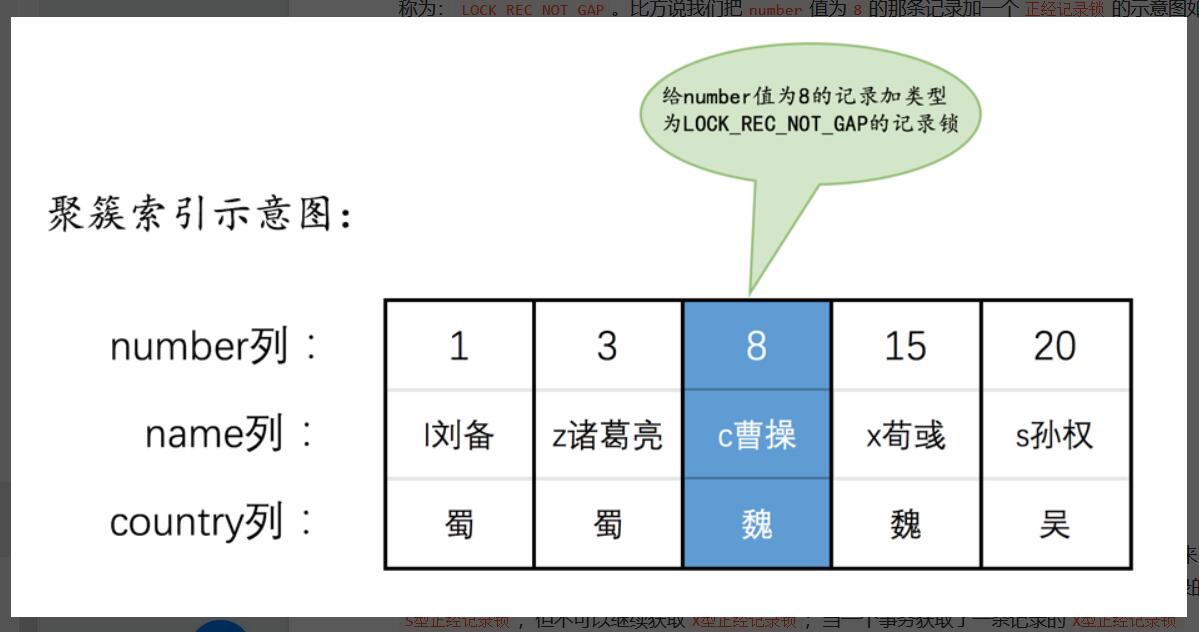 称为： LOCK_REC_NOT_GAP 。比方说我们把 number 值为 8 的那条记录加一个 正经记录锁 的示意图如
给number值为8的记录加类型
为LOCK_REC_NOT_GAP的记录锁
聚簇索引示意图：
number列： 1 3 8 15 20
name列： l刘备 z诸葛亮 c曹操 x荀彧 s孙权
country列： 蜀 蜀 魏 魏 吴
来
S型正经记录锁 ，但不可以继续获取 X型正经记录锁 ；当一个事务获取了一条记录的 X型正经记录锁